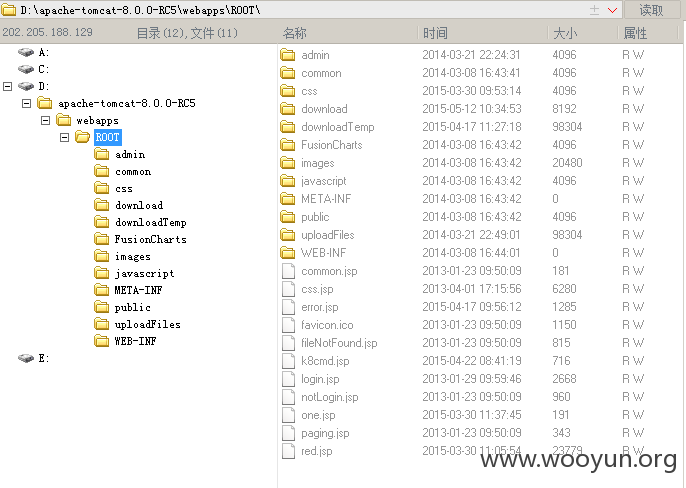 D:\apache-tomcat-8.0.0-RC5\webapps\ROOT\ 读取
202.205.188.129 目录(12),文件(11) 名称 时间 大小 属性
A:
C:
D:
apache-tomcat-8.0.0-RC5
webapps
ROOT
admin
common
css
download
downloadTemp
FusionCharts
images
javascript
META-INF
public
uploadFiles
WEB-INF
E:
admin 2014-03-21 22:24:31 4096 R W
common 2014-03-08 16:43:41 4096 R W
css 2015-03-30 09:53:14 4096 R W
download 2015-05-12 10:34:53 8192 R W
downloadTemp 2015-04-17 11:27:18 98304 R W
FusionCharts 2014-03-08 16:43:42 4096 R W
images 2014-03-08 16:43:42 20480 R W
javascript 2014-03-08 16:43:42 4096 R W
META-INF 2014-03-08 16:43:42 0 R W
public 2014-03-08 16:43:42 4096 R W
uploadFiles 2014-03-21 22:49:01 98304 R W
WEB-INF 2014-03-08 16:44:01 0 R W
common.jsp 2013-01-23 09:50:09 181 R W
css.jsp 2013-04-01 17:15:56 6280 R W
error.jsp 2015-04-17 09:56:12 1285 R W
favicon.ico 2013-01-23 09:50:09 1150 R W
fileNotFound.jsp 2013-01-23 09:50:09 815 R W
k8cmd.jsp 2015-04-22 08:41:19 716 R W
login.jsp 2013-01-29 09:59:46 2668 R W
notLogin.jsp 2013-01-23 09:50:09 960 R W
one.jsp 2015-03-30 11:37:45 191 R W
paging.jsp 2013-01-23 09:50:09 343 R W
red.jsp 2015-03-30 11:05:54 23779 R W
www.wooyun.org